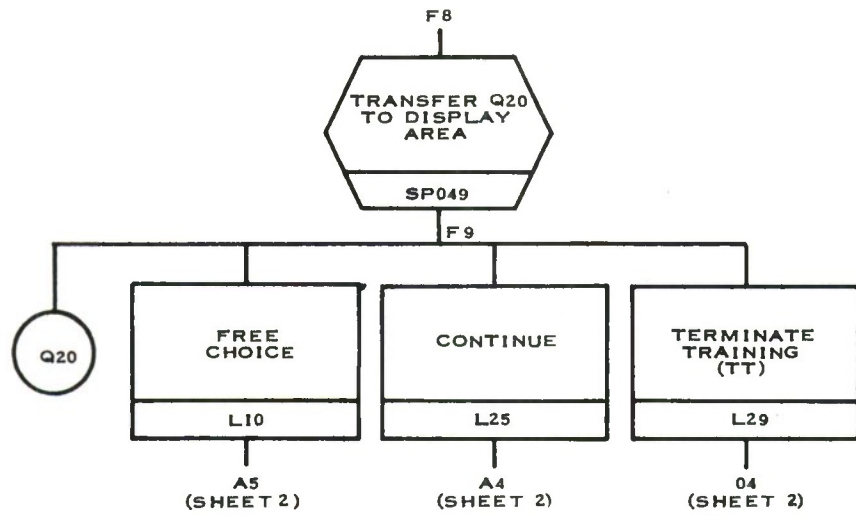 F8
TRANSFER Q20
TO DISPLAY
AREA
SP049
F9
Q20
FREE
CHOICE
L10
A5
(SHEET 2)
CONTINUE
L25
A4
(SHEET 2)
TERMINATE
TRAINING
(TT)
L29
04
(SHEET 2)